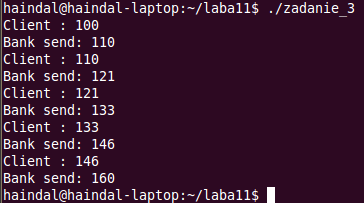 haindal@haindal-laptop:~/laba11$ ./zadanie_3
Client : 100
Bank send: 110
Client : 110
Bank send: 121
Client : 121
Bank send: 133
Client : 133
Bank send: 146
Client : 146
Bank send: 160
haindal@haindal-laptop:~/laba11$